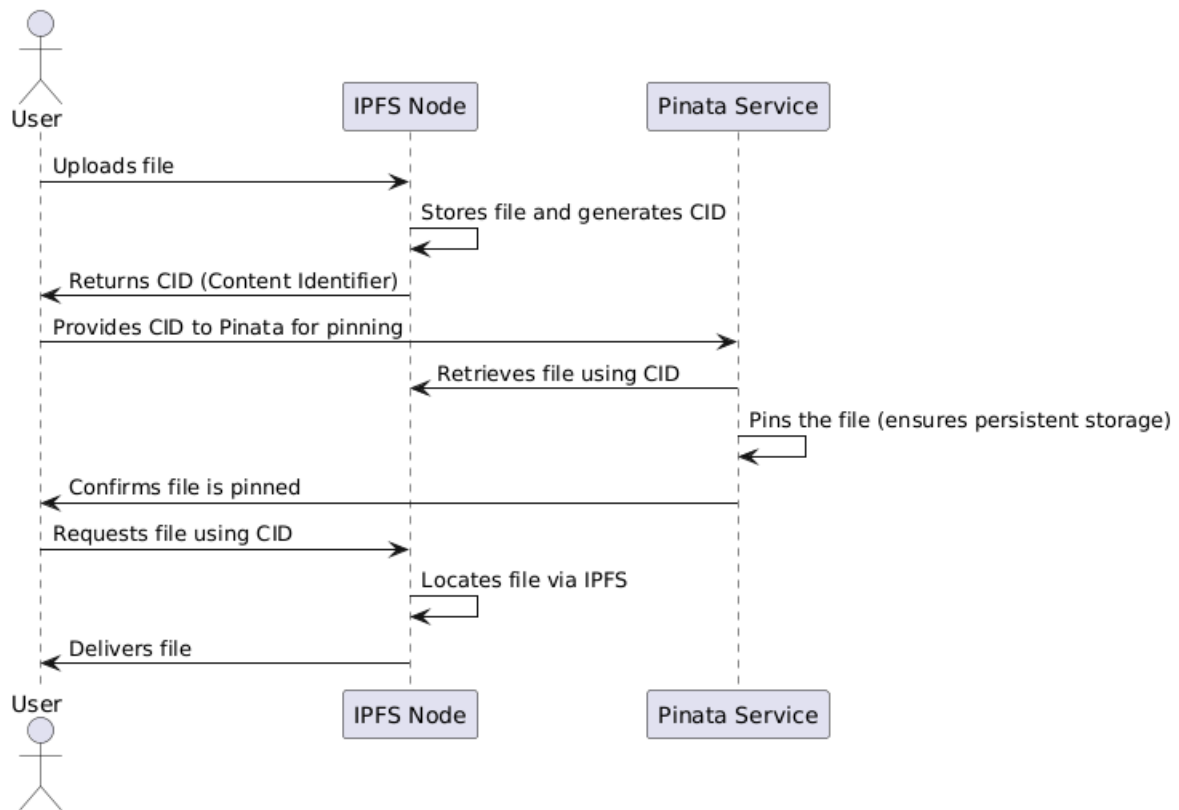 User
IPFS Node
Pinata Service
Uploads file
Stores file and generates CID
Returns CID (Content Identifier)
Provides CID to Pinata for pinning
Retrieves file using CID
Pins the file (ensures persistent storage)
Confirms file is pinned
Requests file using CID
Locates file via IPFS
Delivers file
User
IPFS Node
Pinata Service